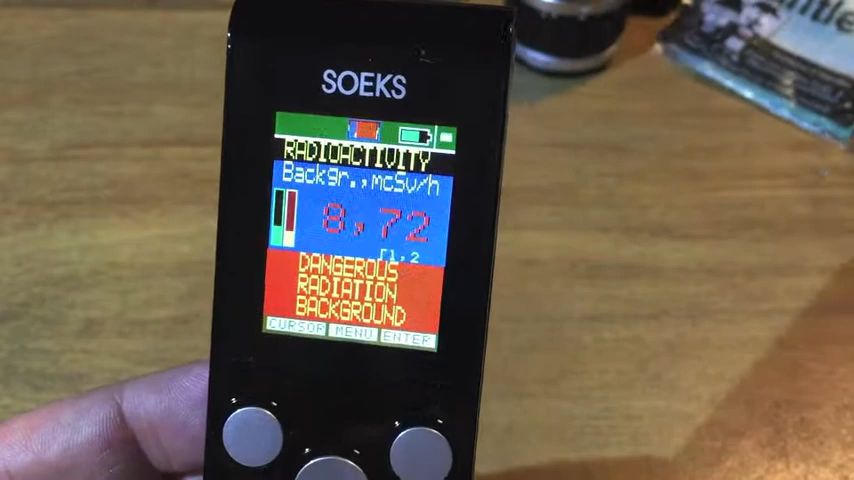 SOEKS
RADIOACTIVITY
Backgr.,mcSv/h
8,72
DANGEROUS
RADIATION
BACKGROUND
CURSOR MENU ENTER